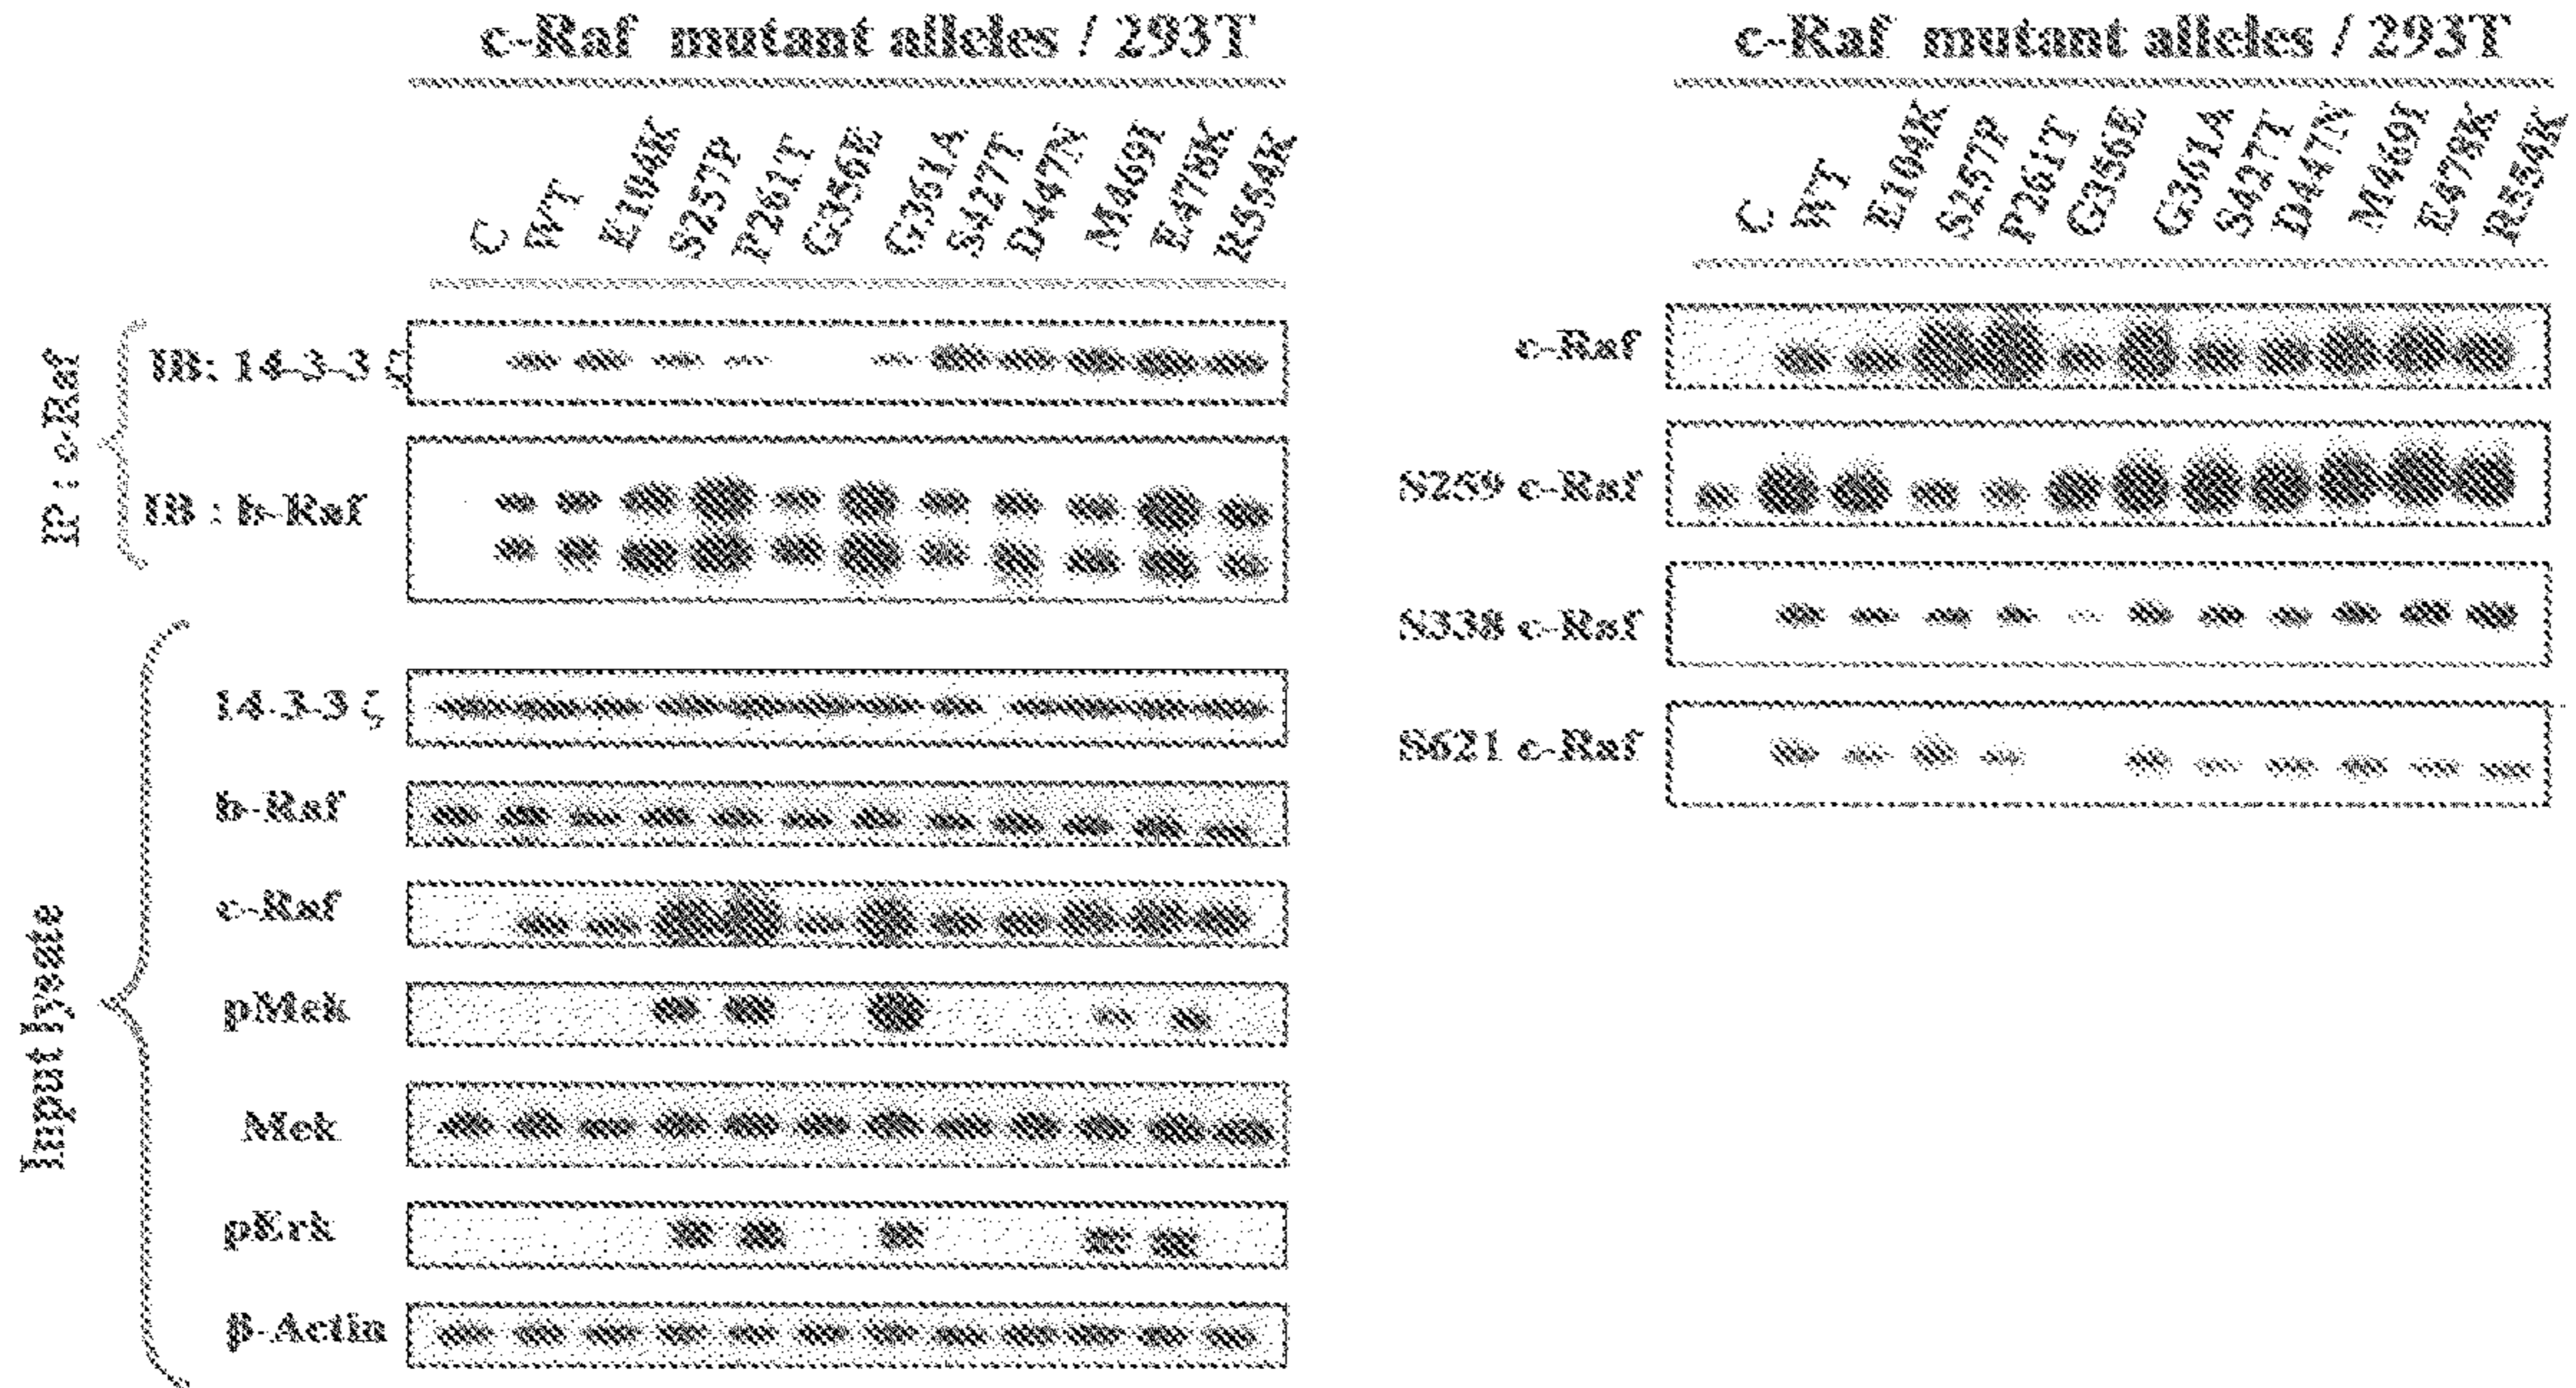 c-Raf mutant alleles / 293T
C WT E104K S257P P261T G356E G361A S427T D447N M469I E478K R554K
IP : c-Raf
IB: 14-3-3 ζ
IB : b-Raf
Input lysate
14-3-3 ζ
b-Raf
c-Raf
pMek
Mek
pErk
β-Actin
c-Raf mutant alleles / 293T
C WT E104K S257P P261T G356E G361A S427T D447N M469I E478K R554K
c-Raf
S259 c-Raf
S338 c-Raf
S621 c-Raf